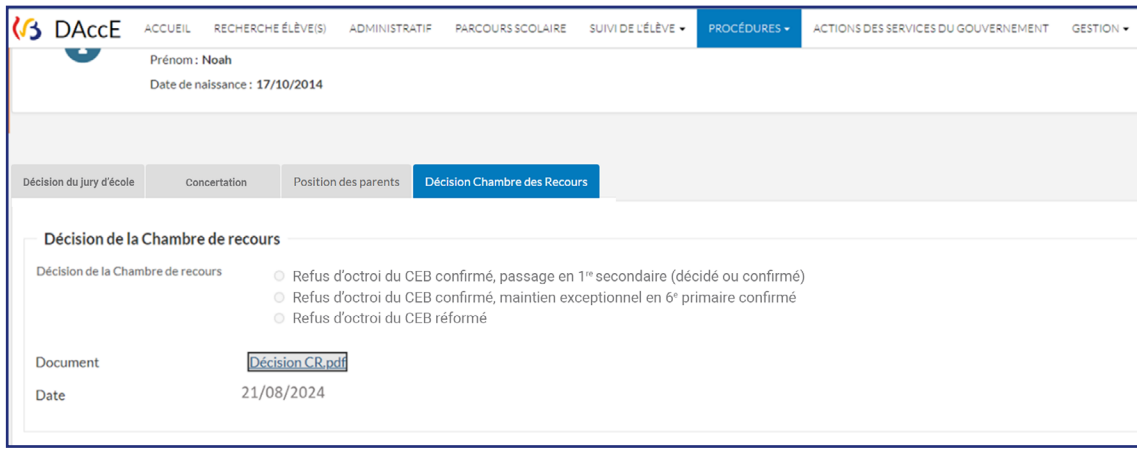 DAccE ACCUEIL RECHERCHE ÉLÈVE(S) ADMINISTRATIF PARCOURS SCOLAIRE SUIVI DE L'ÉLÈVE PROCÉDURES ACTIONS DES SERVICES DU GOUVERNEMENT GESTION
Prénom : Noah
Date de naissance : 17/10/2014
Décision du jury d'école Concertation Position des parents Décision Chambre des Recours
Décision de la Chambre de recours
Décision de la Chambre de recours Refus d'octroi du CEB confirmé, passage en 1re secondaire (décidé ou confirmé)
Refus d'octroi du CEB confirmé, maintien exceptionnel en 6e primaire confirmé
Refus d'octroi du CEB réformé
Document Décision CR.pdf
Date 21/08/2024